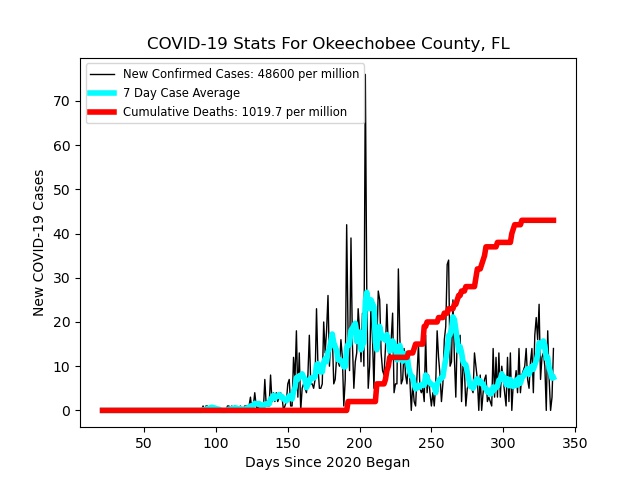 COVID-19 Stats For Okeechobee County, FL
New Confirmed Cases: 48600 per million
7 Day Case Average
Cumulative Deaths: 1019.7 per million
New COVID-19 Cases
70
60
50
40
30
20
10
0
50 100 150 200 250 300 350
Days Since 2020 Began